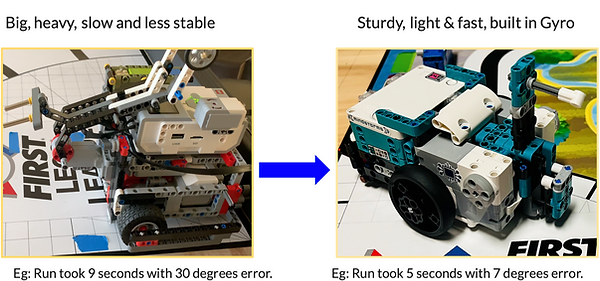 Big, heavy, slow and less stable
Sturdy, light & fast, built in Gyro
FIRST
LE
LEA
MINDSTORMS
FIRST
Eg: Run took 9 seconds with 30 degrees error.
Eg: Run took 5 seconds with 7 degrees error.